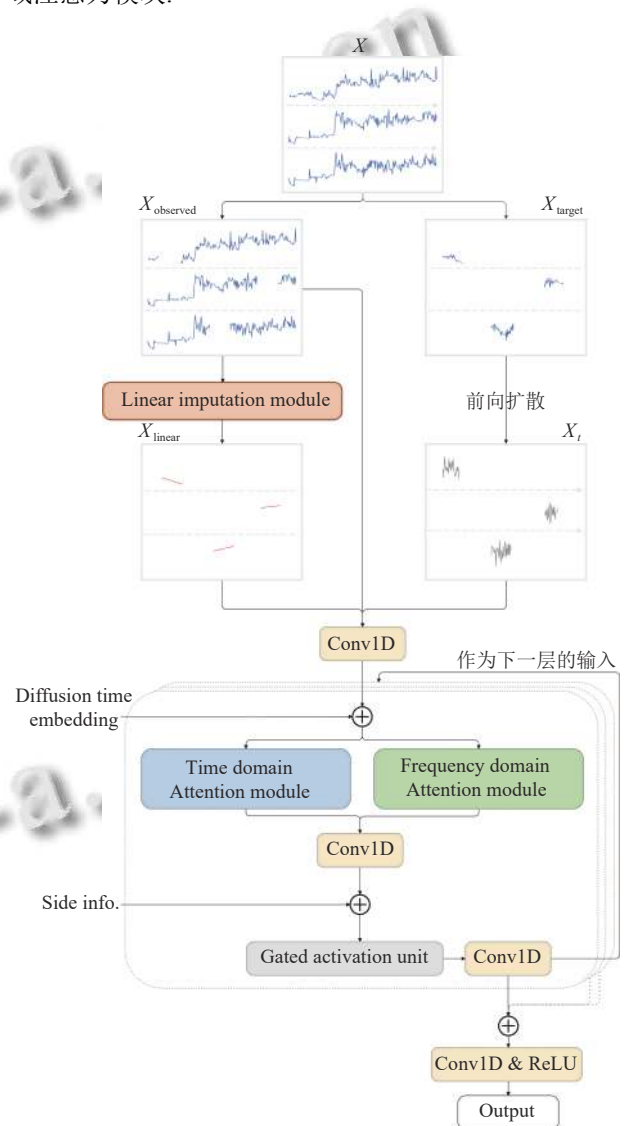 X
X_observed
X_target
Linear imputation module
前向扩散
X_linear
X_t
Conv1D
作为下一层的输入
Diffusion time
embedding
Time domain
Attention module
Frequency domain
Attention module
Conv1D
Side info.
Gated activation unit
Conv1D
Conv1D & ReLU
Output